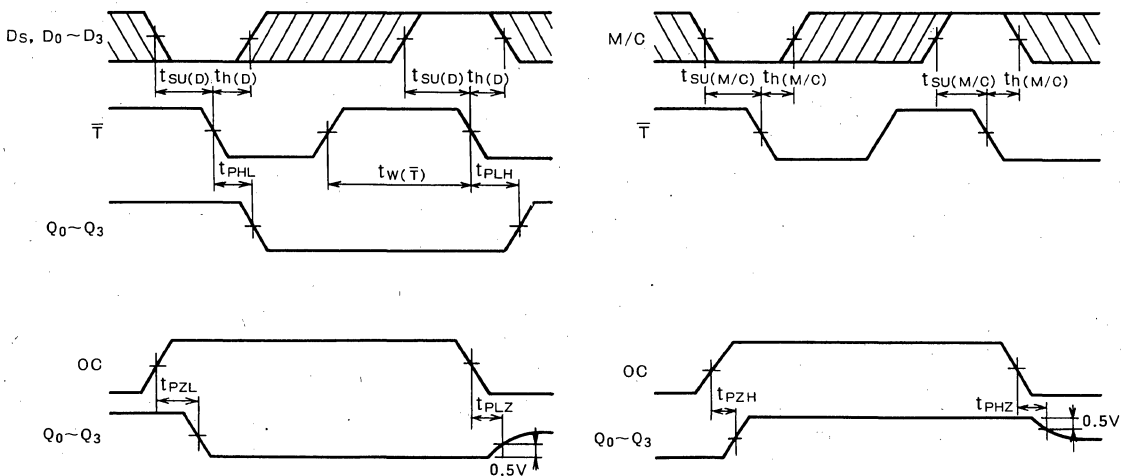 Ds, D0~D3
tSU(D) th(D) tSU(D) th(D)
T̅
tPHL tW(T̅) tPLH
Q0~Q3
M/C
tSU(M/C) th(M/C) tSU(M/C) th(M/C)
T̅
OC
tPZL tPLZ
Q0~Q3
0.5V
OC
tPZH tPHZ
0.5V
Q0~Q3